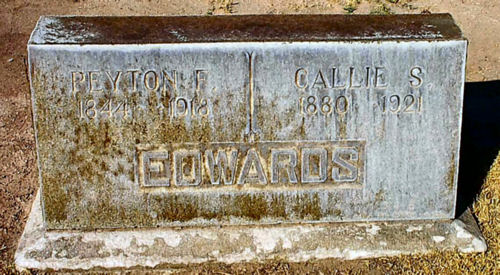 PEYTON F.
1844 1918
CALLIE S.
1880 1921
EDWARDS